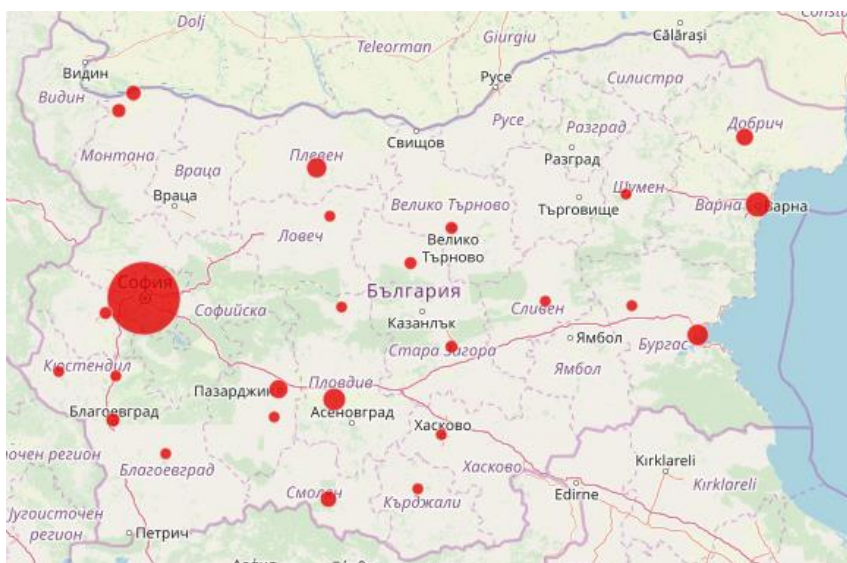 Dolj
Giurgiu
Teleorman
Călărași
Видин
Русе
Силистра
Видин
Русе
Разград
Добрич
Свищов
Монтана
Враца
Плевен
Разград
Шумен
Враца
Велико Търново
Търговище
Варна
Варна
Ловеч
Велико
Търново
София
България
Софийска
Сливен
Казанлък
Ямбол
Стара Загора
Бургас
Кюстендил
Пловдив
Ямбол
Пазарджик
Благоевград
Асеновград
Хасково
Благоевград
Хасково
Kırklareli
Смолян
Кърджали
Edirne
Kırklareli
Югоисточен
регион
Петрич